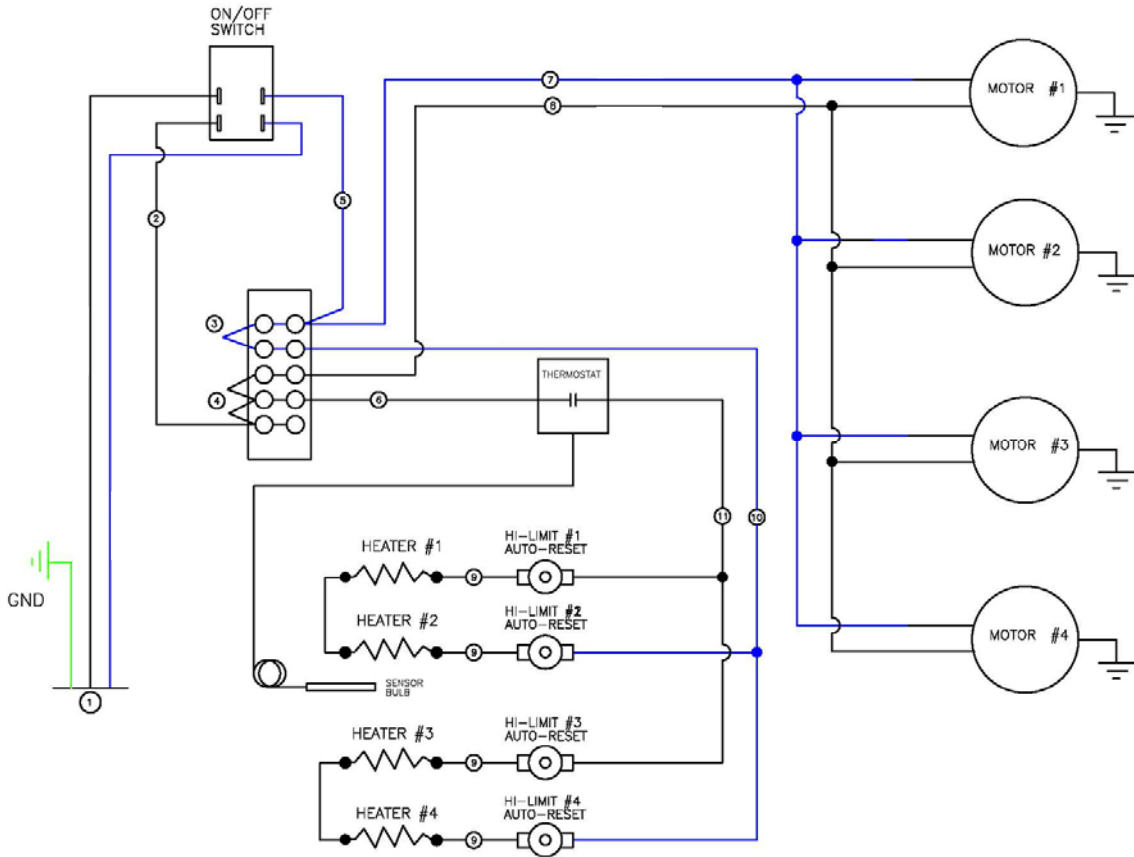 ON/OFF
SWITCH
7
8
MOTOR #1
2
5
MOTOR #2
3
4
6
THERMOSTAT
MOTOR #3
11
10
HEATER #1
9
HI-LIMIT #1
AUTO-RESET
GND
HEATER #2
9
HI-LIMIT #2
AUTO-RESET
MOTOR #4
SENSOR
BULB
1
HEATER #3
9
HI-LIMIT #3
AUTO-RESET
HEATER #4
9
HI-LIMIT #4
AUTO-RESET